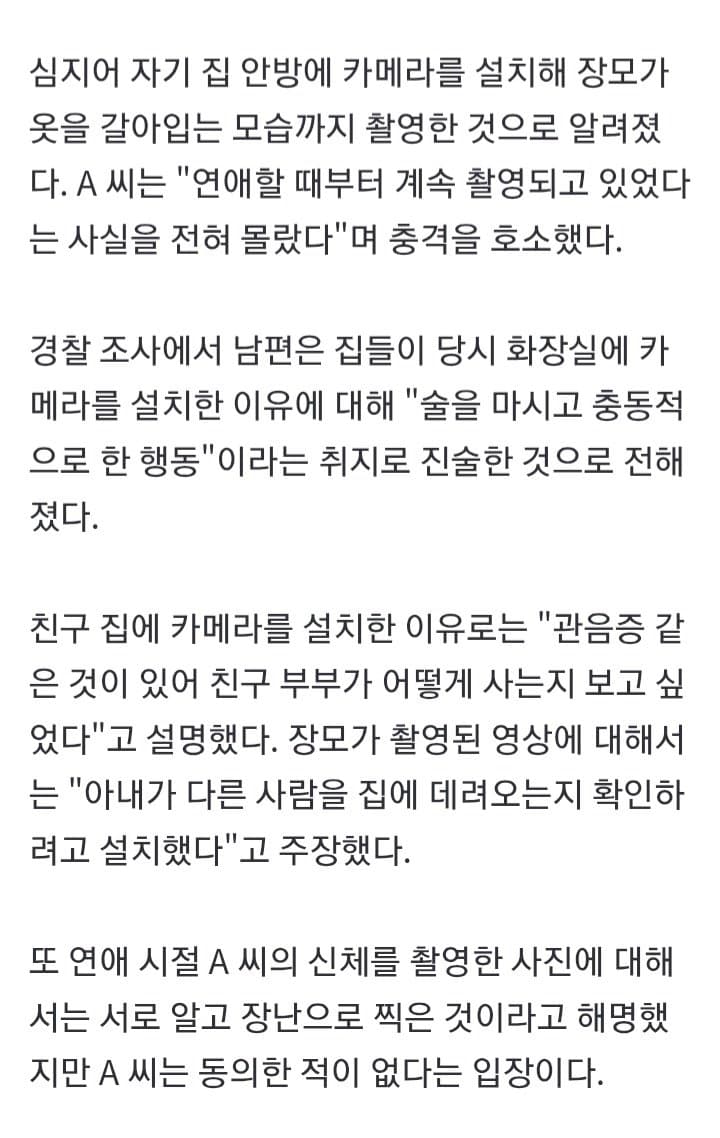 심지어 자기 집 안방에 카메라를 설치해 장모가
옷을 갈아입는 모습까지 촬영한 것으로 알려졌
다. A 씨는 "연애할 때부터 계속 촬영되고 있었다
는 사실을 전혀 몰랐다"며 충격을 호소했다.
경찰 조사에서 남편은 집들이 당시 화장실에 카
메라를 설치한 이유에 대해 "술을 마시고 충동적
으로 한 행동"이라는 취지로 진술한 것으로 전해
졌다.
친구 집에 카메라를 설치한 이유로는 "관음증 같
은 것이 있어 친구 부부가 어떻게 사는지 보고 싶
었다"고 설명했다. 장모가 촬영된 영상에 대해서
는 "아내가 다른 사람을 집에 데려오는지 확인하
려고 설치했다"고 주장했다.
또 연애 시절 A 씨의 신체를 촬영한 사진에 대해
서는 서로 알고 장난으로 찍은 것이라고 해명했
지만 A 씨는 동의한 적이 없다는 입장이다.